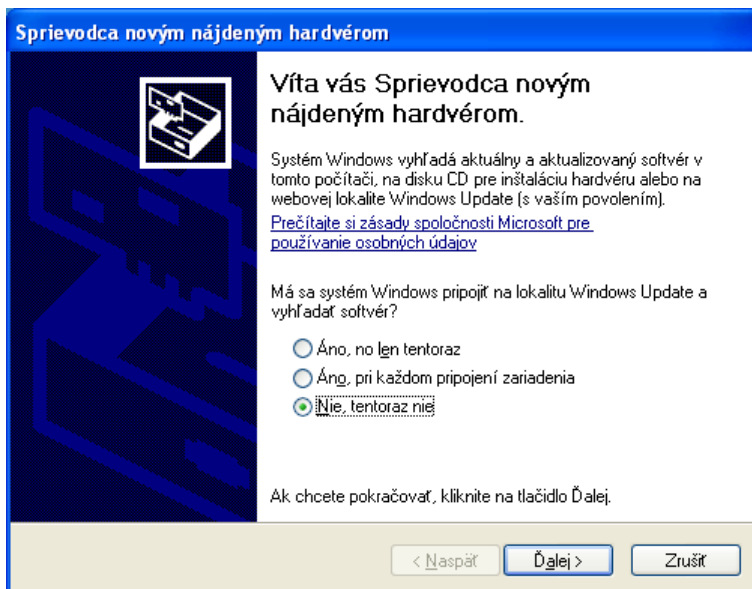 Sprievodca novým nájdeným hardvérom
Víta vás Sprievodca novým
nájdeným hardvérom.
Systém Windows vyhľadá aktuálny a aktualizovaný softvér v
tomto počítači, na disku CD pre inštaláciu hardvéru alebo na
webovej lokalite Windows Update (s vaším povolením).
Prečítajte si zásady spoločnosti Microsoft pre
používanie osobných údajov
Má sa systém Windows pripojiť na lokalitu Windows Update a
vyhľadať softvér?
Áno, no len tentoraz
Áno, pri každom pripojení zariadenia
Nie, tentoraz nie
Ak chcete pokračovať, kliknite na tlačidlo Ďalej.
< Naspäť
Ďalej >
Zrušiť